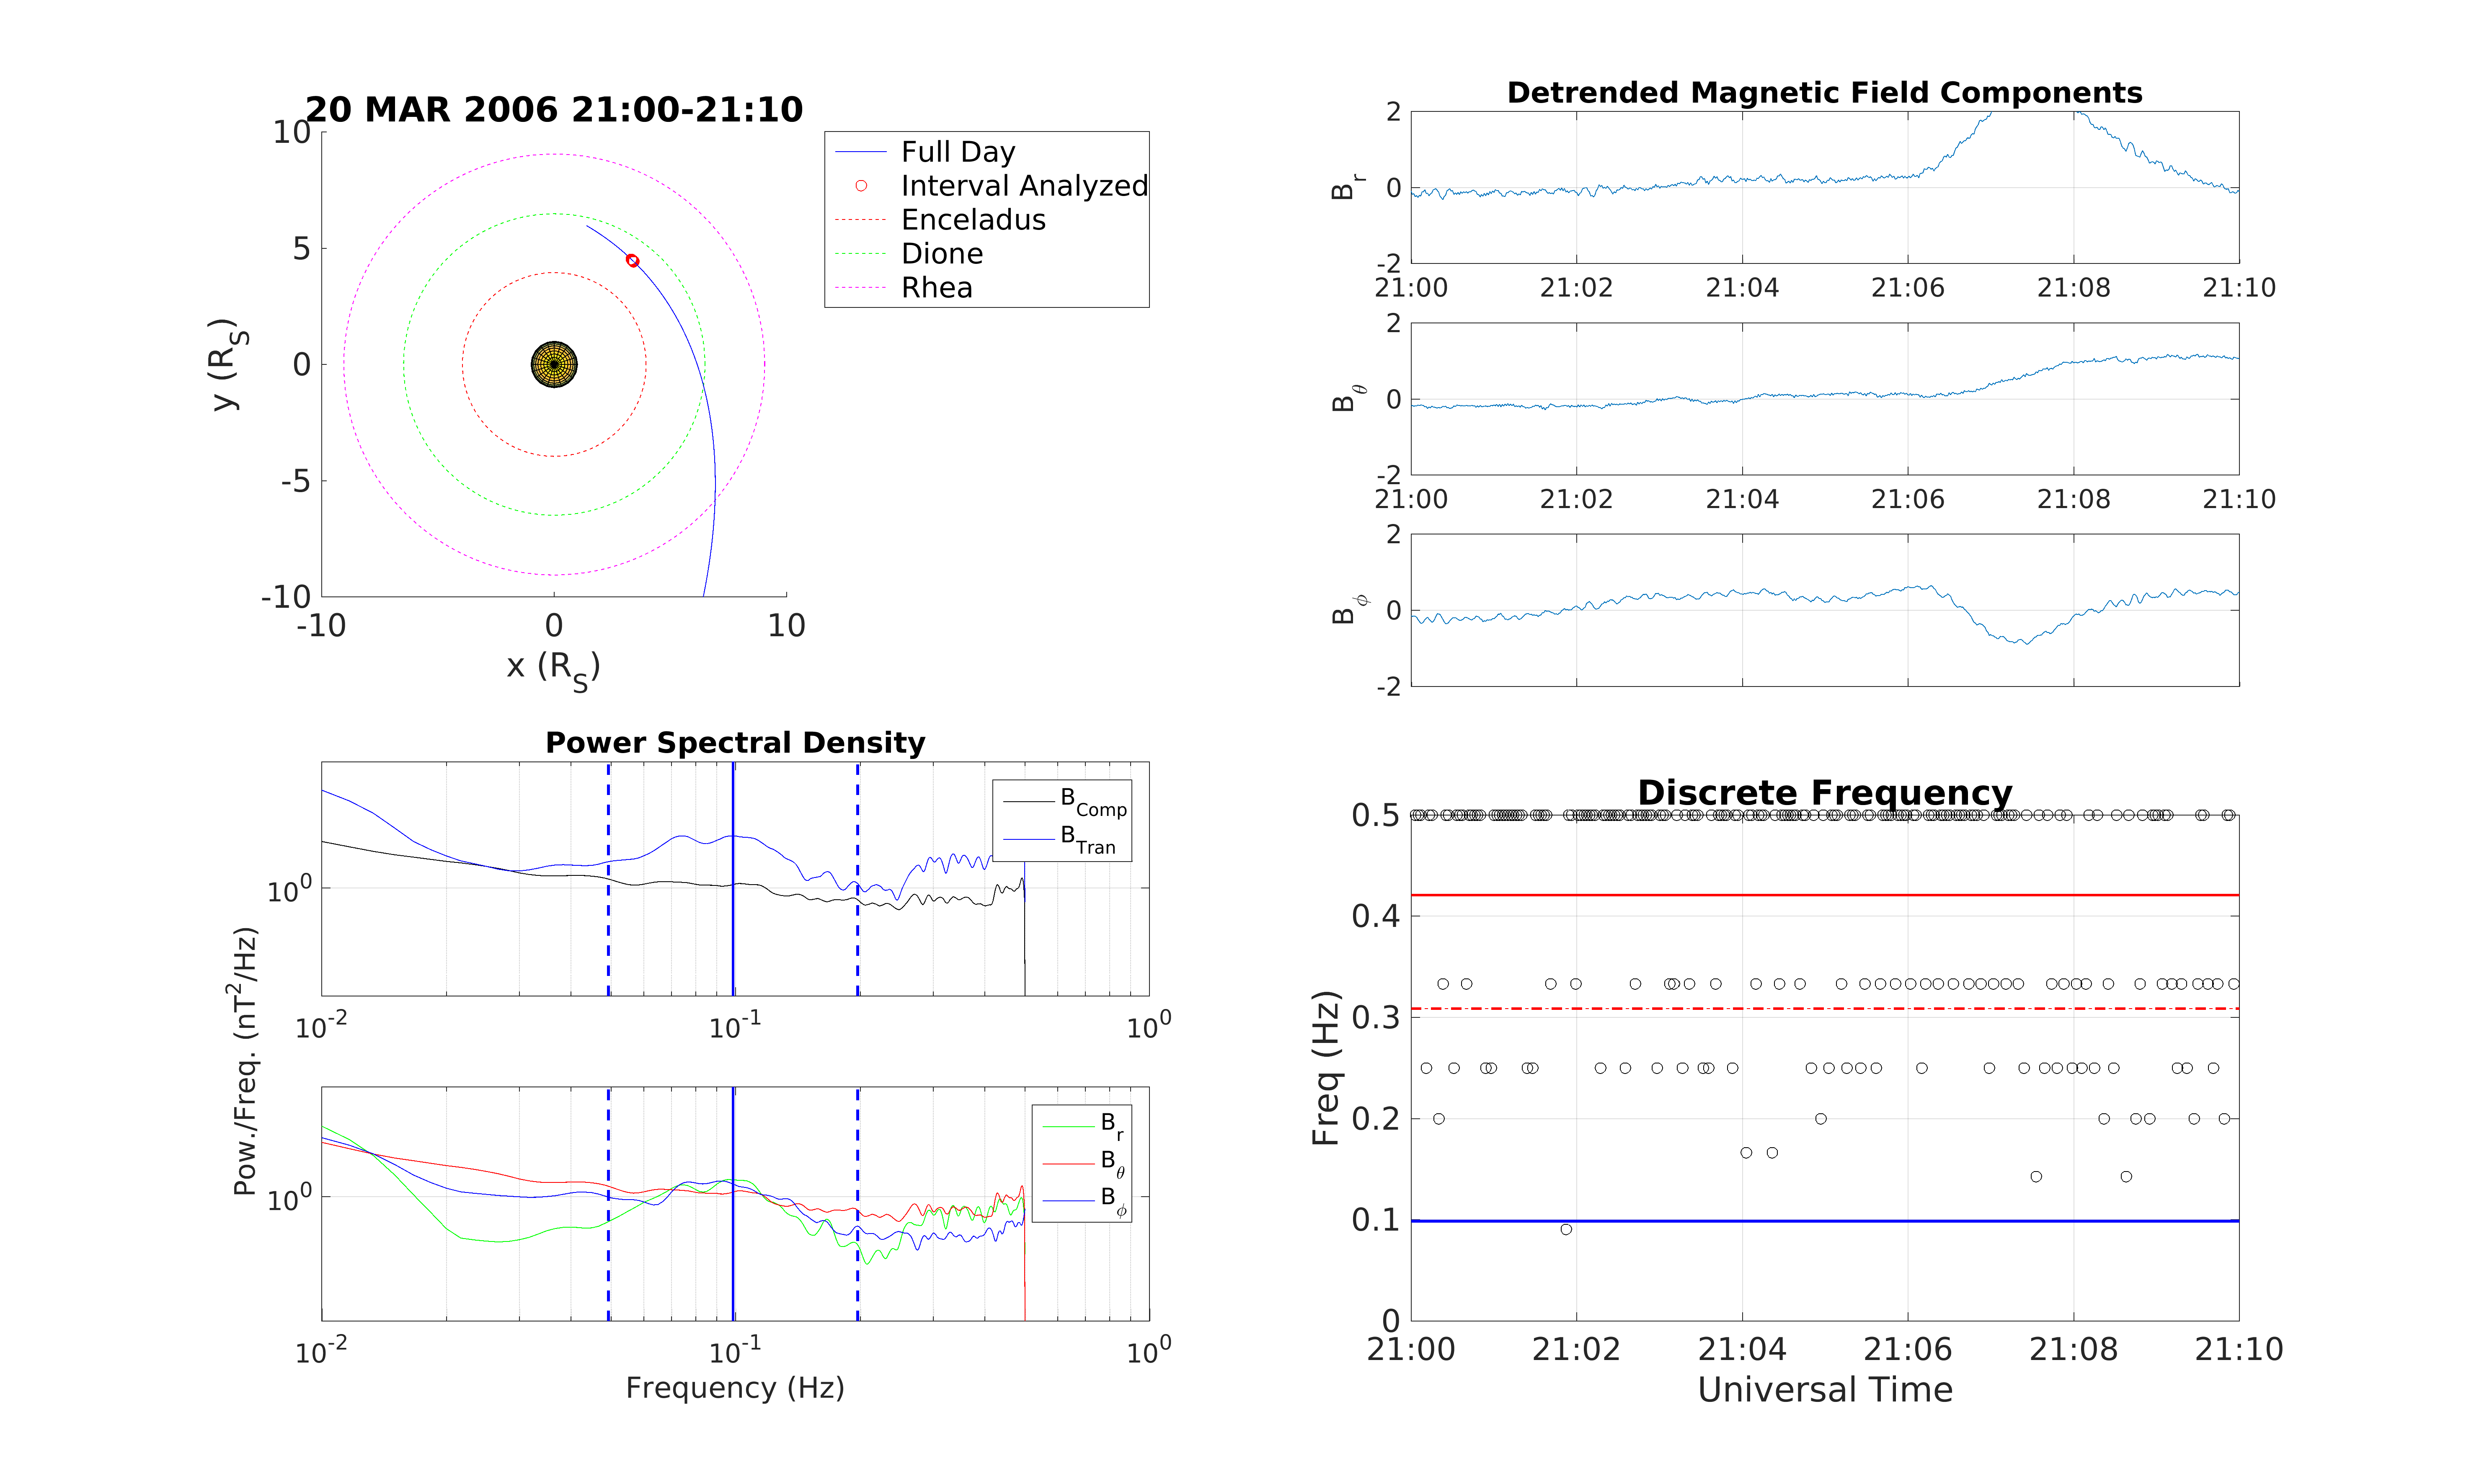 20 MAR 2006 21:00-21:10
10
5
0
-5
-10
-10 0 10
y (R_S)
x (R_S)
Full Day
Interval Analyzed
Enceladus
Dione
Rhea
Detrended Magnetic Field Components
2
0
-2
B_r
21:00 21:02 21:04 21:06 21:08 21:10
2
0
-2
B_θ
21:00 21:02 21:04 21:06 21:08 21:10
2
0
-2
B_ϕ
Power Spectral Density
10^0
B_Comp
B_Tran
10^-2 10^-1 10^0
Pow./Freq. (nT^2/Hz)
10^0
B_r
B_θ
B_ϕ
10^-2 10^-1 10^0
Frequency (Hz)
Discrete Frequency
0.5
0.4
0.3
0.2
0.1
0
Freq (Hz)
21:00 21:02 21:04 21:06 21:08 21:10
Universal Time